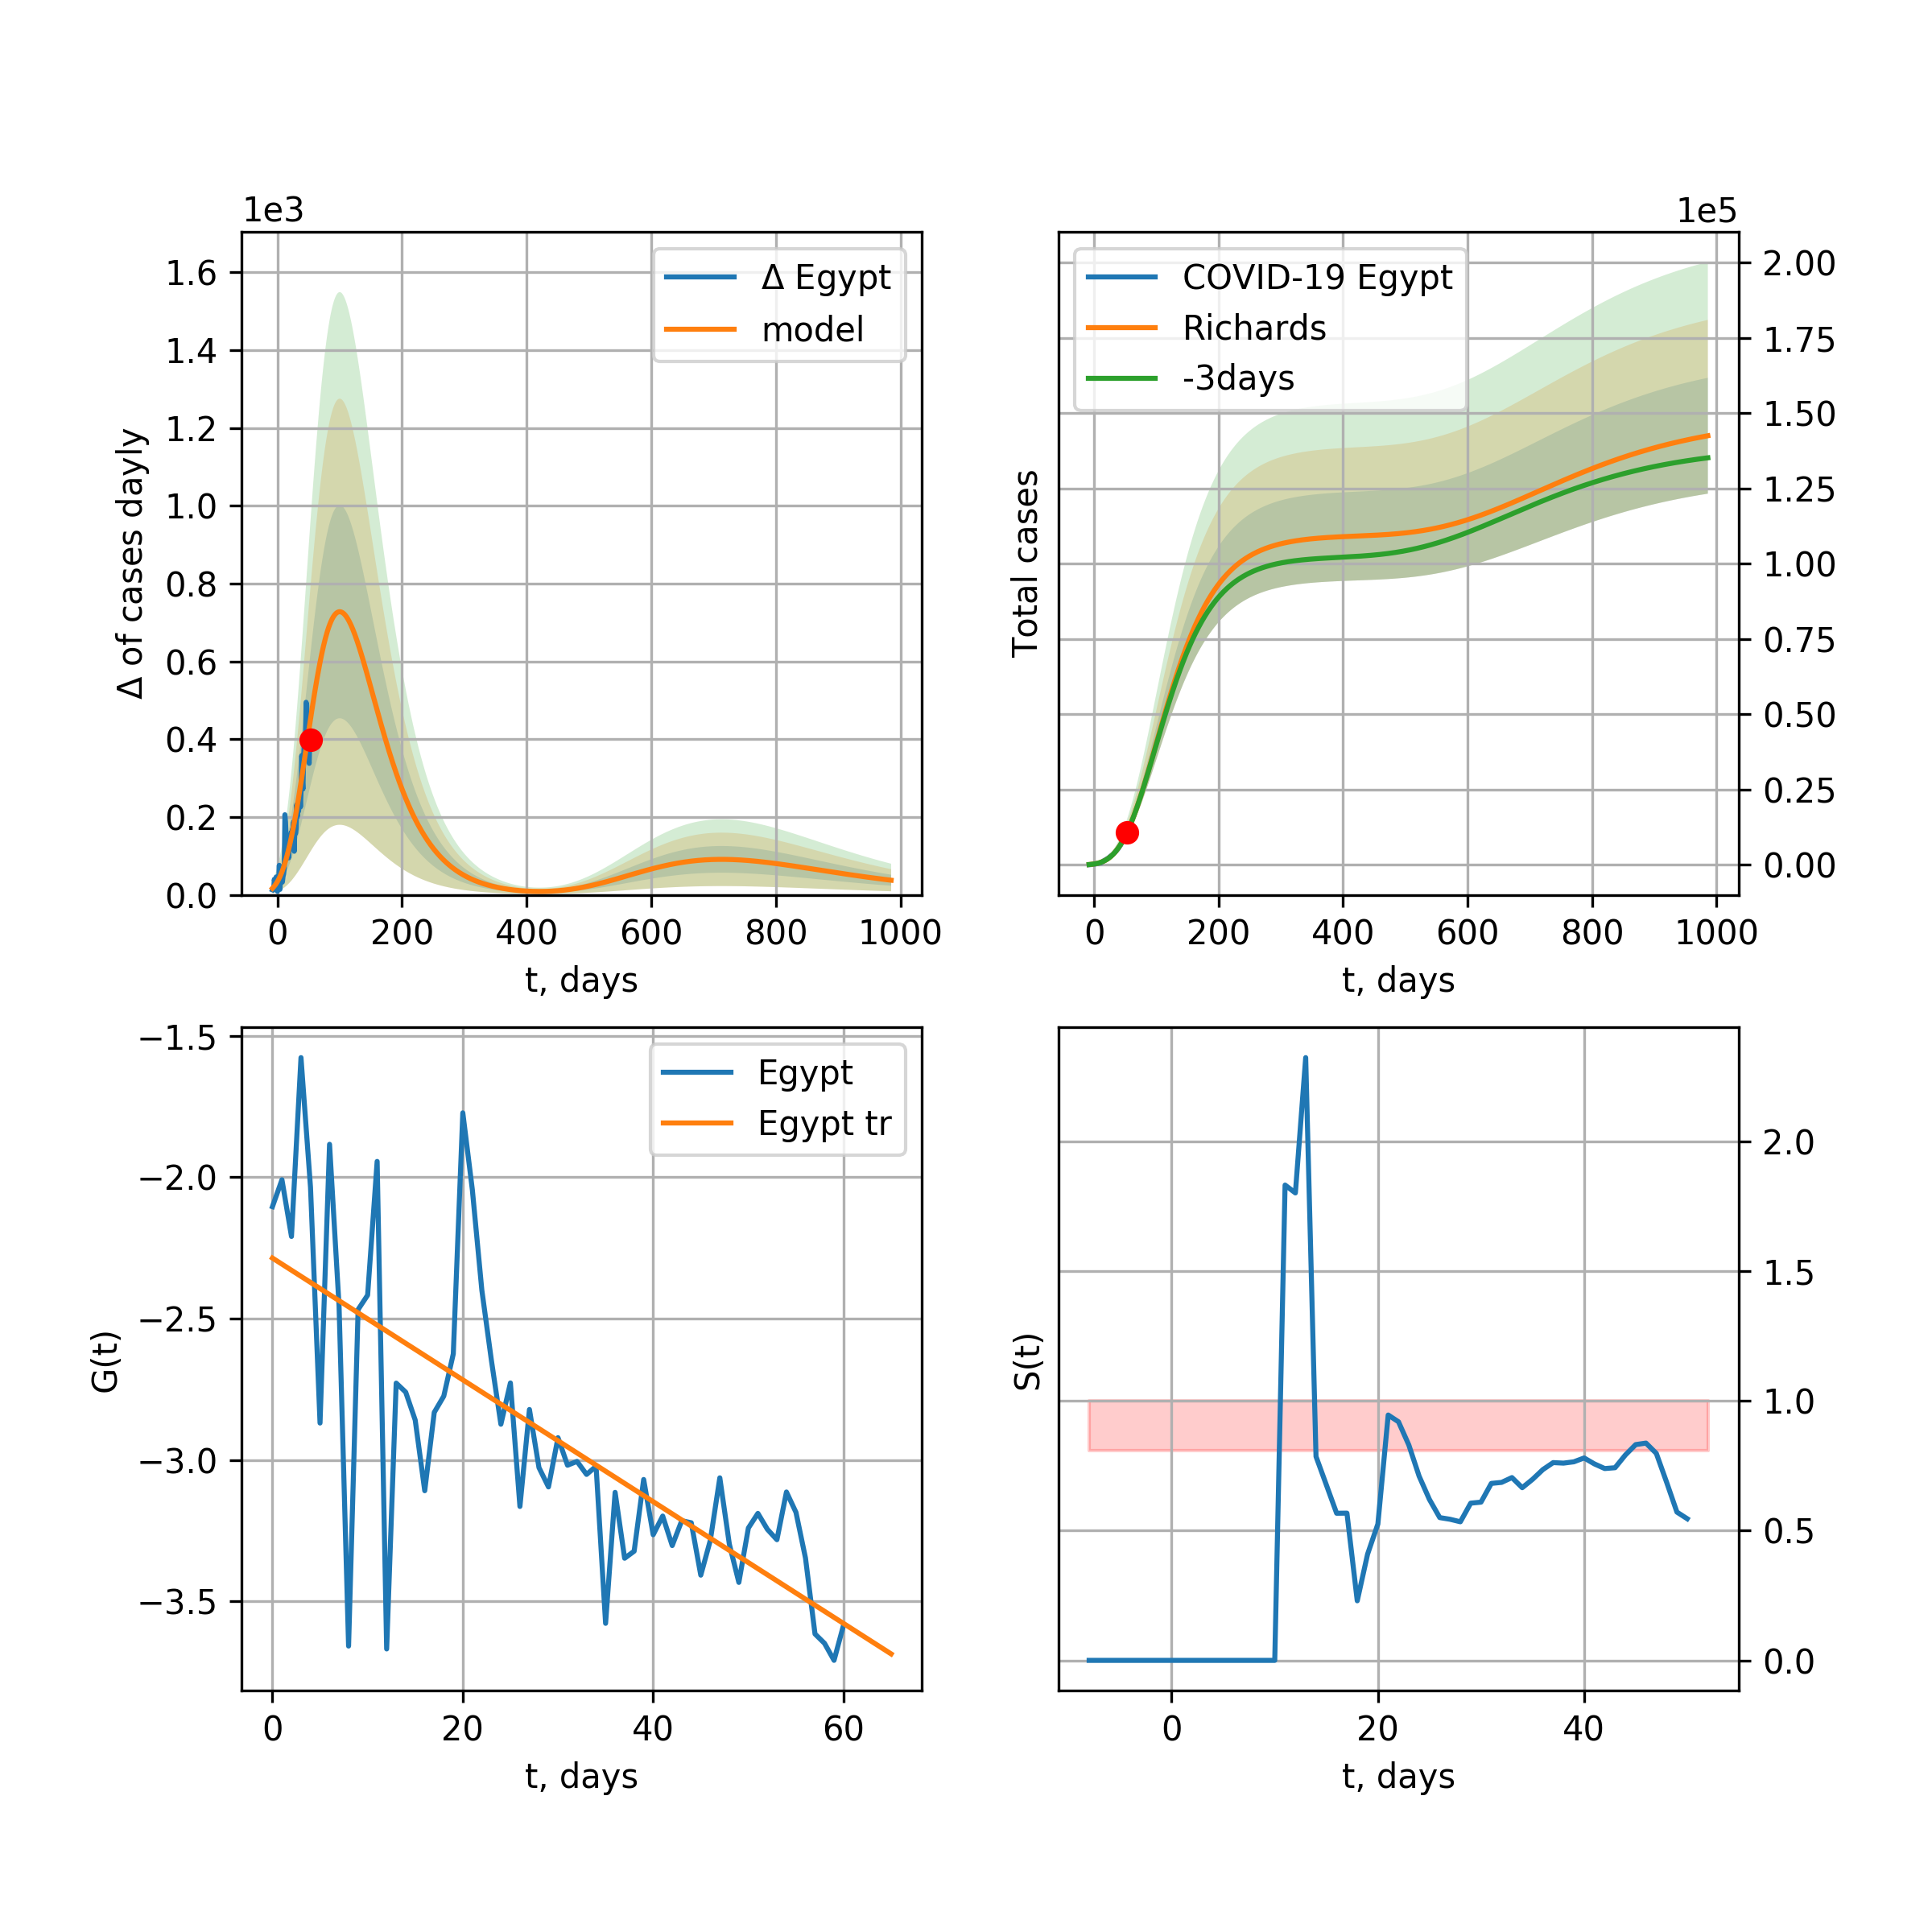 1e3
1e5
Δ Egypt
model
COVID-19 Egypt
Richards
-3days
Δ of cases dayly
1.6
1.4
1.2
1.0
0.8
0.6
0.4
0.2
0.0
0 200 400 600 800 1000
t, days
Total cases
2.00
1.75
1.50
1.25
1.00
0.75
0.50
0.25
0.00
0 200 400 600 800 1000
t, days
Egypt
Egypt tr
G(t)
−1.5
−2.0
−2.5
−3.0
−3.5
0 20 40 60
t, days
S(t)
2.0
1.5
1.0
0.5
0.0
0 20 40
t, days